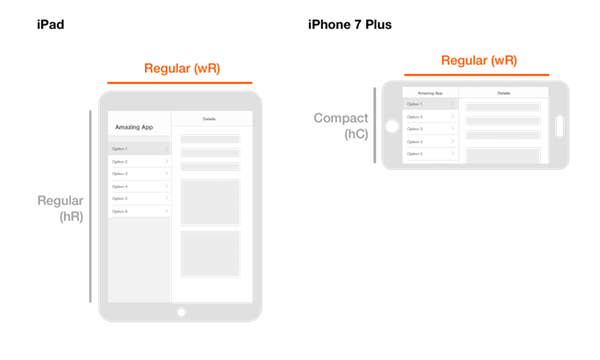 iPad
Regular (wR)
Regular
(hR)
Amazing App
Details
Option 1
Option 2
Option 3
Option 4
Option 5
Option 6
iPhone 7 Plus
Regular (wR)
Compact
(hC)
Amazing App
Details
Option 1
Option 2
Option 3
Option 4
Option 5